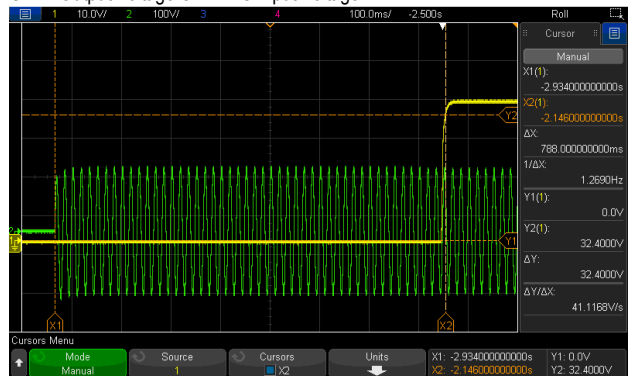 1 10.0V/ 2 100V/ 3 4 100.0ms/ -2.500s Roll
Cursor
Manual
X1(1):
-2.934000000000s
X2(1):
-2.146000000000s
ΔX:
788.00000000ms
1/ΔX:
1.2690Hz
Y1(1):
0.0V
Y2(1):
32.4000V
ΔY:
32.4000V
ΔY/ΔX:
41.1168V/s
Y2
2
1
Y1
X1
X2
Cursors Menu
Mode
Manual
Source
1
Cursors
X2
Units
X1: -2.934000000000s
X2: -2.146000000000s
Y1: 0.0V
Y2: 32.4000V